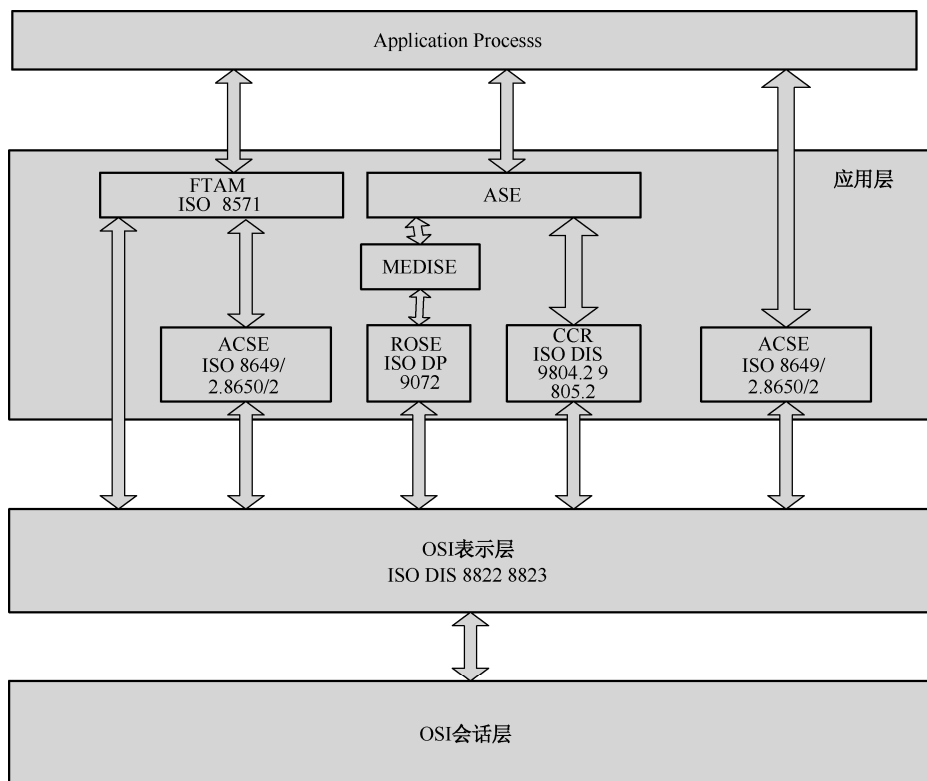 Application Processs
应用层
FTAM
ISO 8571
ASE
MEDISE
ACSE
ISO 8649/
2.8650/2
ROSE
ISO DP
9072
CCR
ISO DIS
9804.2 9
805.2
ACSE
ISO 8649/
2.8650/2
OSI表示层
ISO DIS 8822 8823
OSI会话层